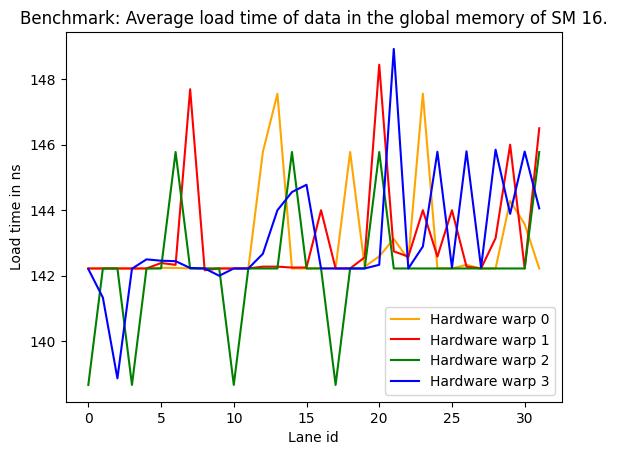 Benchmark: Average load time of data in the global memory of SM 16.
148
146
144
142
140
Load time in ns
0 5 10 15 20 25 30
Lane id
Hardware warp 0
Hardware warp 1
Hardware warp 2
Hardware warp 3